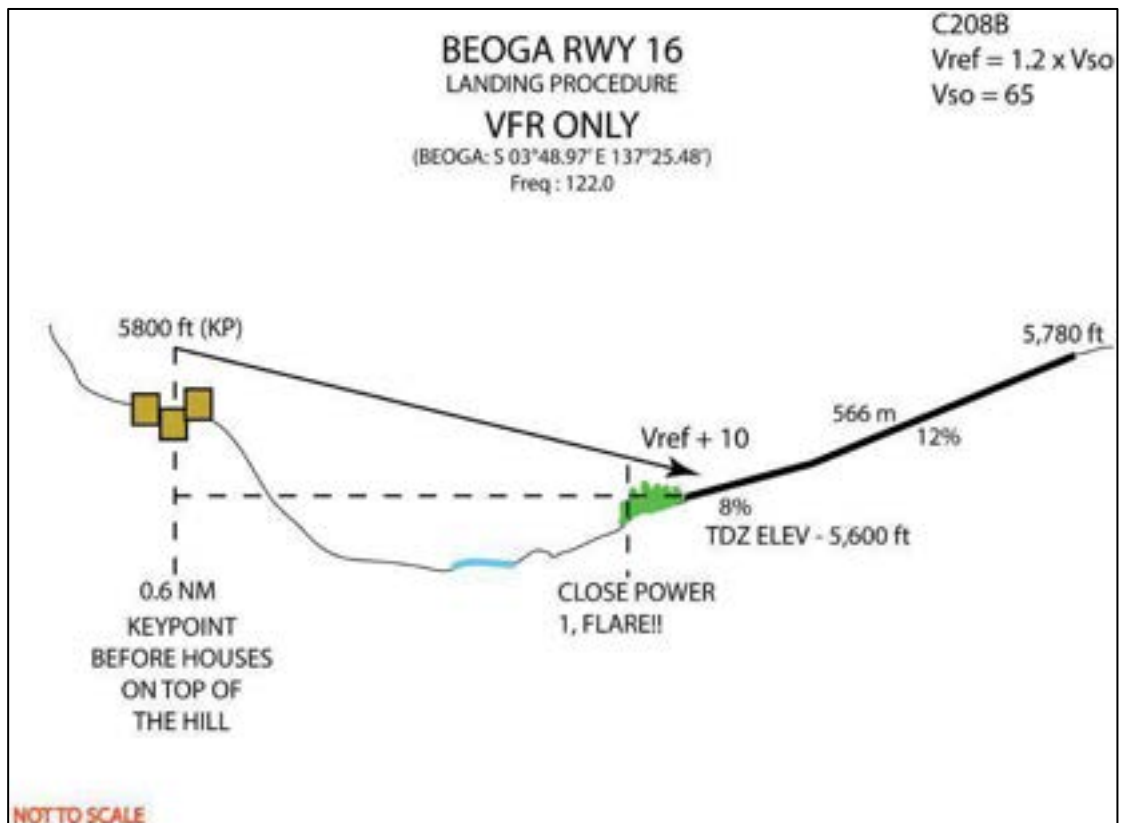 BEOGA RWY 16
LANDING PROCEDURE
VFR ONLY
(BEOGA: S 03°48.97' E 137°25.48')
Freq : 122.0
C208B
Vref = 1.2 x Vso
Vso = 65
5800 ft (KP)
5,780 ft
566 m
12%
Vref + 10
8%
TDZ ELEV - 5,600 ft
0.6 NM
KEYPOINT
BEFORE HOUSES
ON TOP OF
THE HILL
CLOSE POWER
1, FLARE!!
NOT TO SCALE